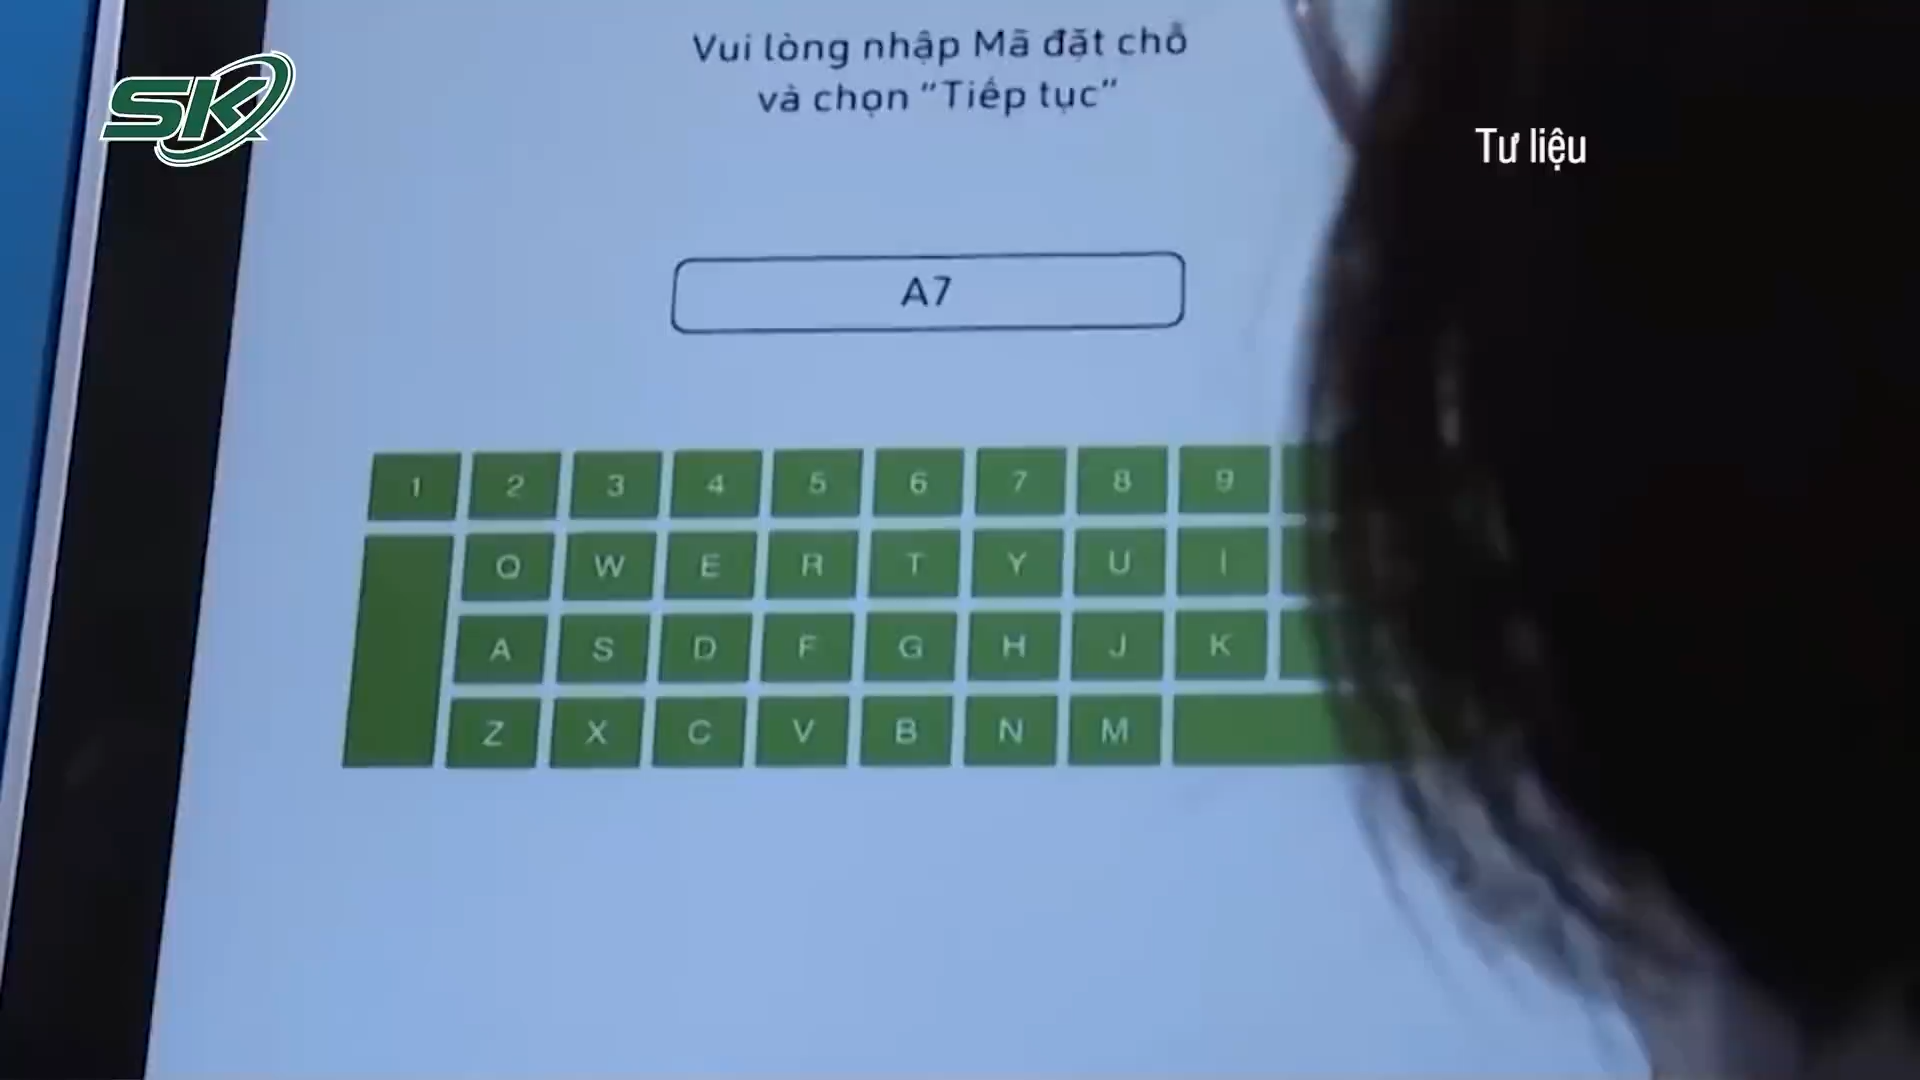 Vui lòng nhập Mã đặt chỗ
và chọn "Tiếp tục"
SK
Tư liệu
A7
1 2 3 4 5 6 7 8 9
Q W E R T Y U I
A S D F G H J K
Z X C V B N M